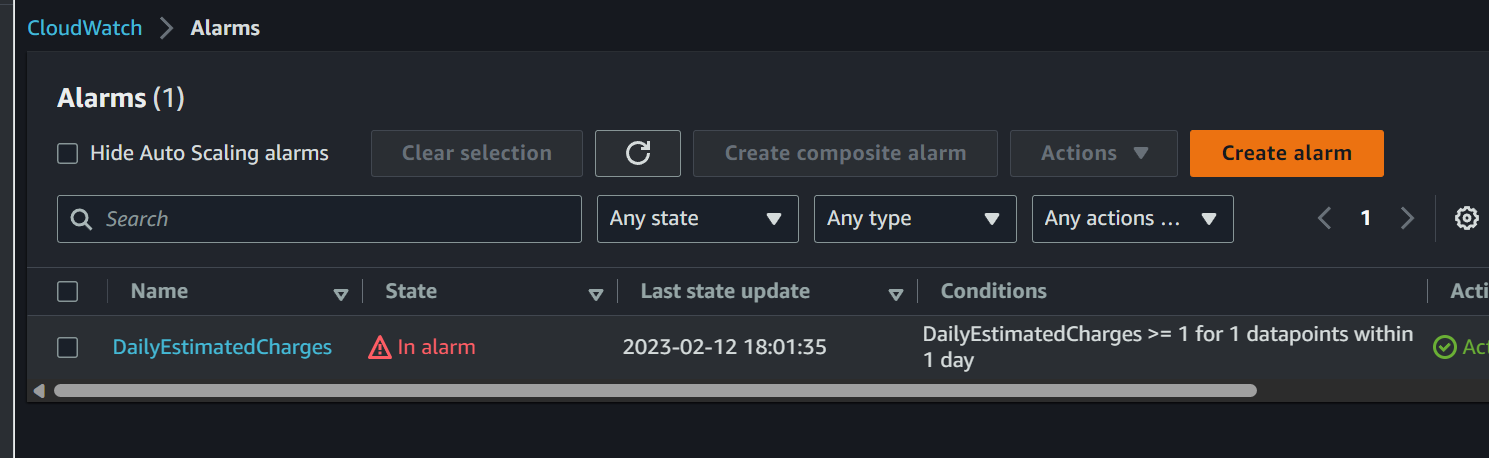 CloudWatch > Alarms
Alarms (1)
Hide Auto Scaling alarms Clear selection Create composite alarm Actions Create alarm
Search Any state Any type Any actions ... 1
Name State Last state update Conditions
DailyEstimatedCharges In alarm 2023-02-12 18:01:35 DailyEstimatedCharges >= 1 for 1 datapoints within
1 day